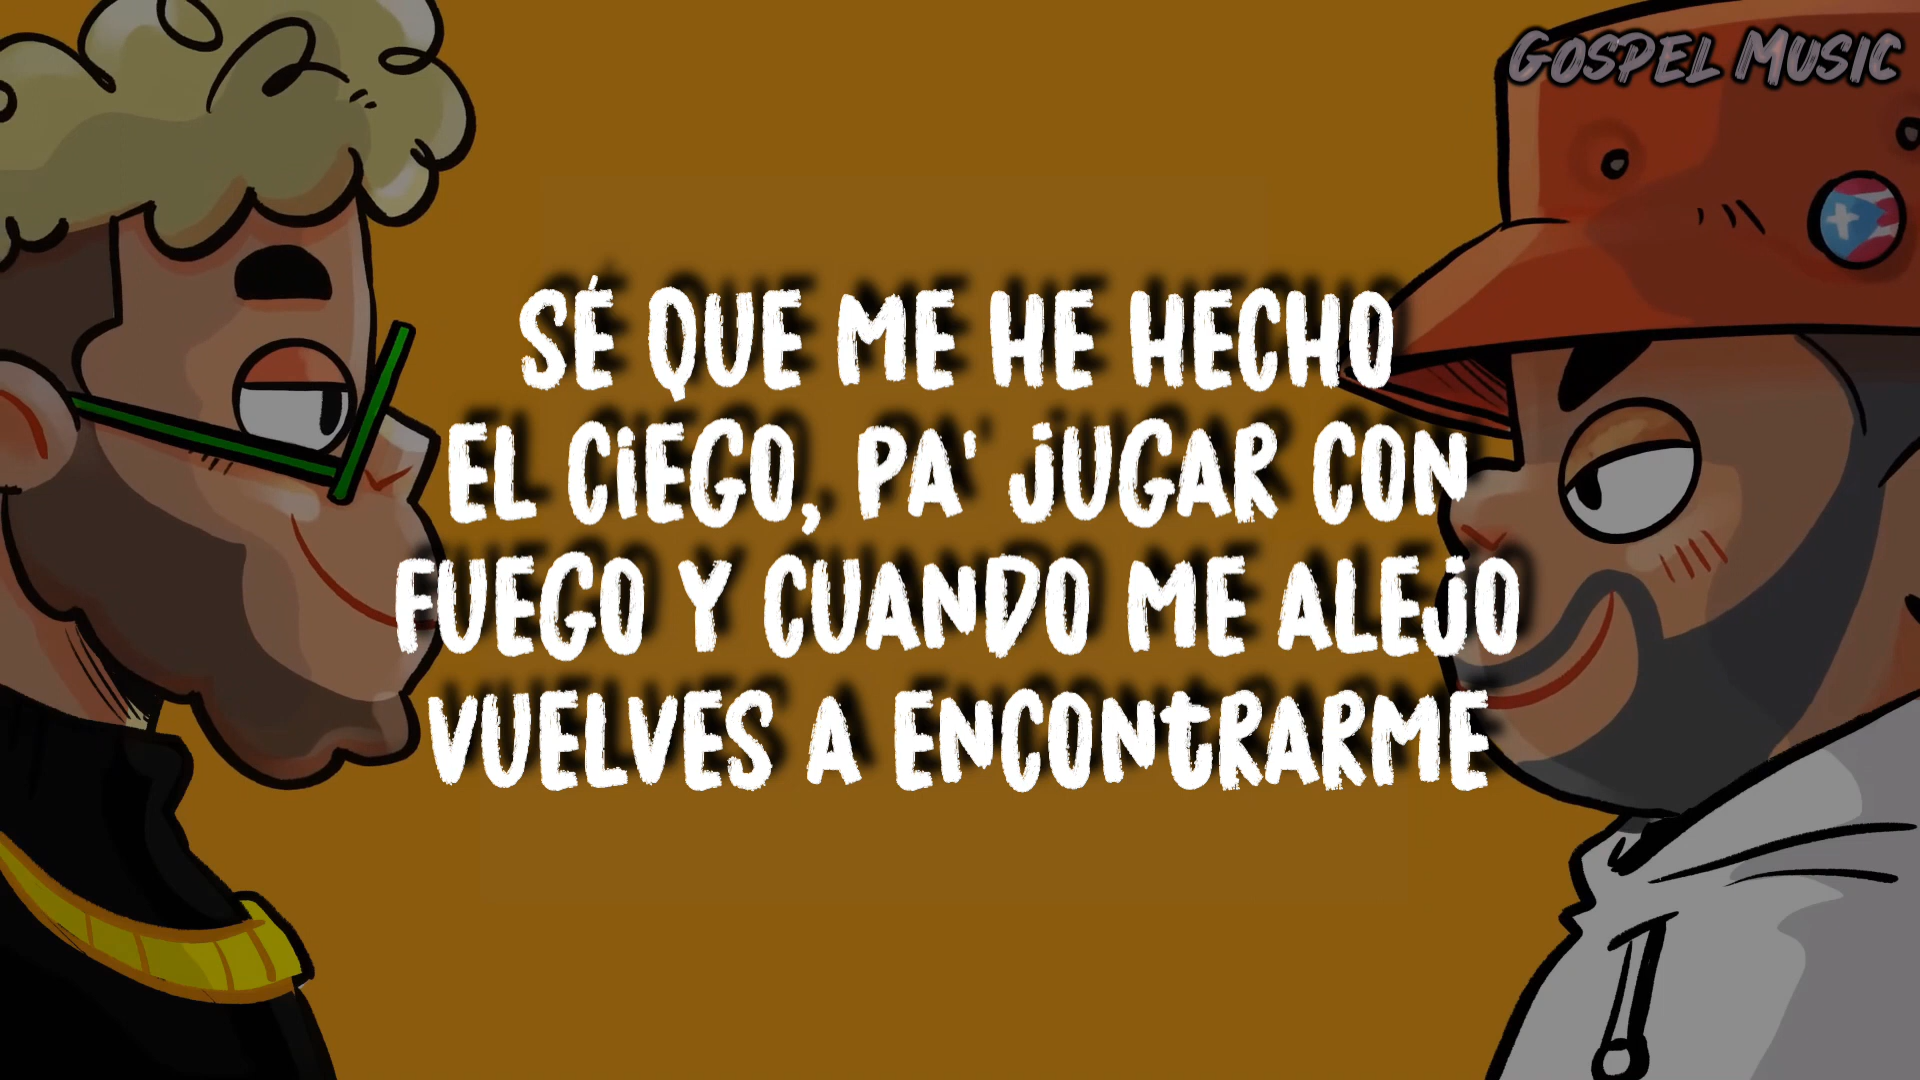 GOSPEL MUSIC
SÉ QUE ME HE HECHO
EL CIEGO, PA' JUGAR CON
FUEGO Y CUANDO ME ALEJO
VUELVES A ENCONTRARME